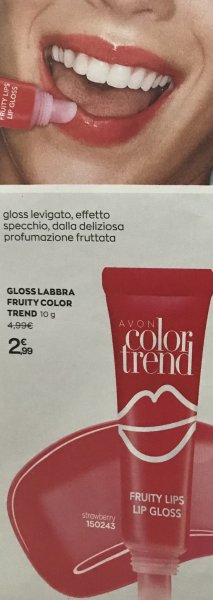 FRUITY LIPS
LIP GLOSS
gloss levigato, effetto
specchio, dalla deliziosa
profumazione fruttata
GLOSS LABBRA
FRUITY COLOR
TREND 10 g
4,99€
2,99€
AVON
color
trend
strawberry
150243
FRUITY LIPS
LIP GLOSS